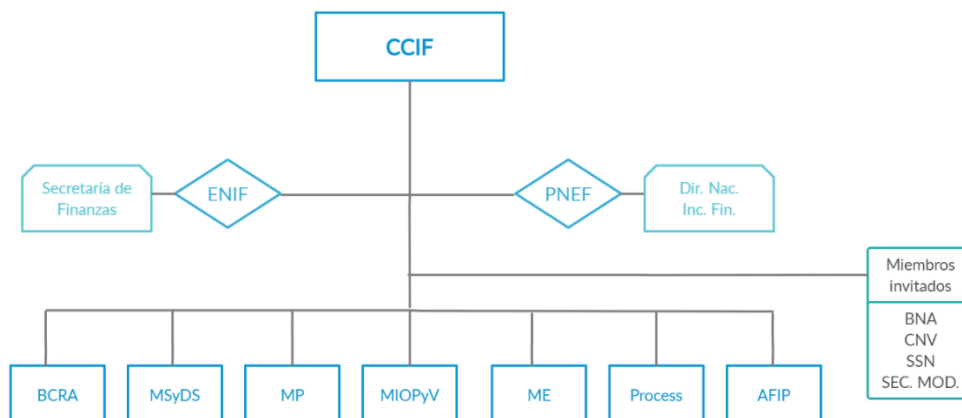 CCIF
Secretaría de
Finanzas
ENIF
PNEF
Dir. Nac.
Inc. Fin.
Miembros
invitados
BNA
CNV
SSN
SEC. MOD.
BCRA
MSyDS
MP
MIOPyV
ME
Process
AFIP